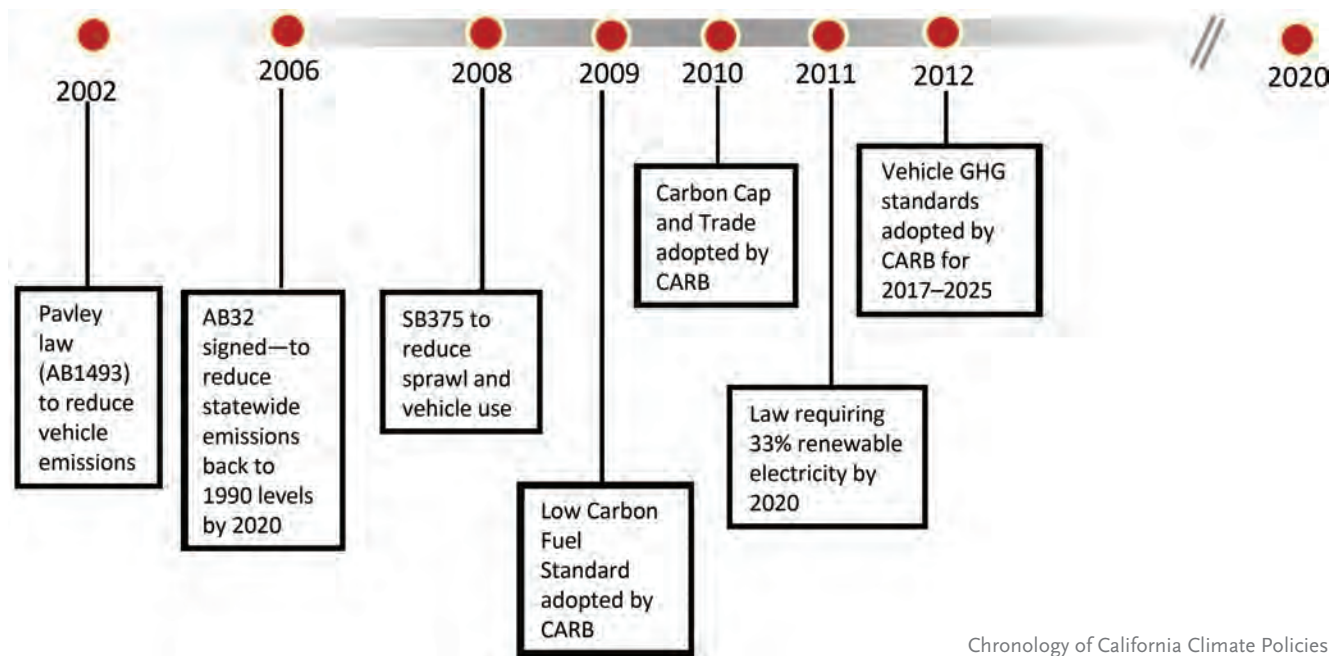 2002
2006
2008
2009
2010
2011
2012
2020
Pavley
law
(AB1493)
to reduce
vehicle
emissions
AB32
signed—to
reduce
statewide
emissions
back to
1990 levels
by 2020
SB375 to
reduce
sprawl and
vehicle use
Low Carbon
Fuel
Standard
adopted by
CARB
Carbon Cap
and Trade
adopted by
CARB
Law requiring
33% renewable
electricity by
2020
Vehicle GHG
standards
adopted by
CARB for
2017–2025
Chronology of California Climate Policies